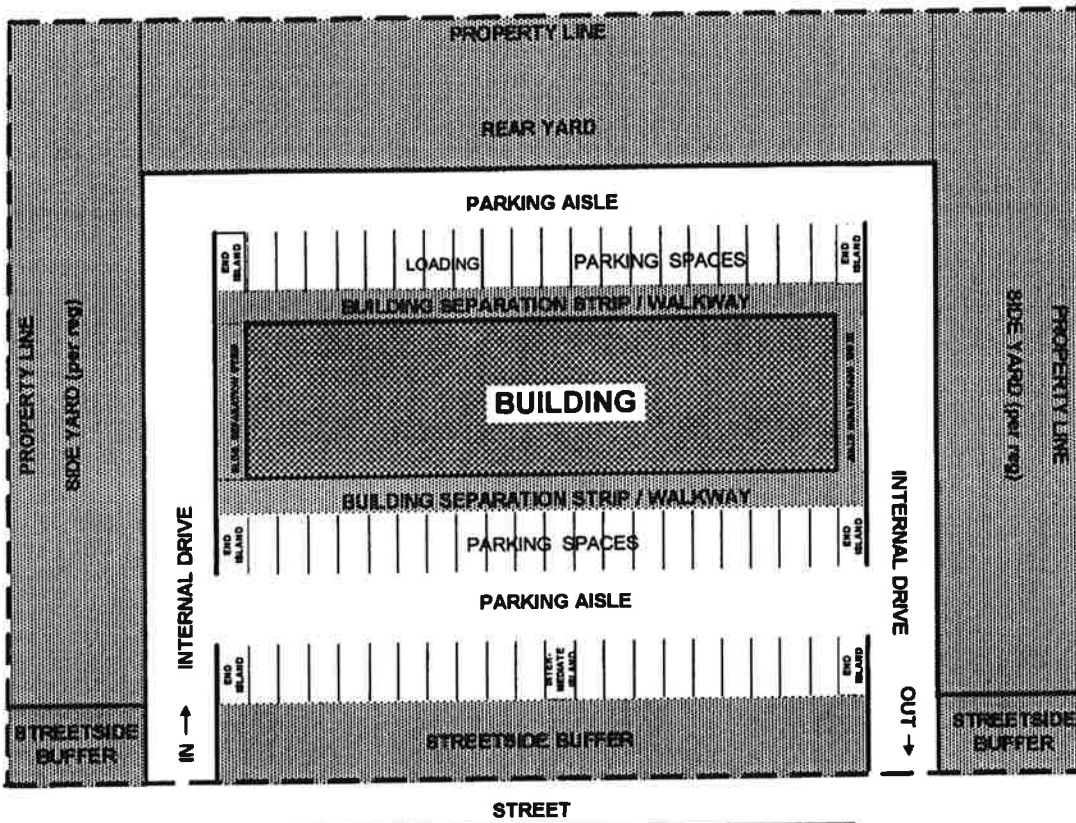 PROPERTY LINE
REAR YARD
PARKING AISLE
END
ISLAND
LOADING
PARKING SPACES
END
ISLAND
BUILDING SEPARATION STRIP / WALKWAY
PROPERTY LINE
SIDE YARD (per reg)
BLDG SEPARATION STRIP
BUILDING
SIDE YARD (per reg)
PROPERTY LINE
BUILDING SEPARATION STRIP / WALKWAY
END
ISLAND
PARKING SPACES
END
ISLAND
INTERNAL DRIVE
INTERNAL DRIVE
PARKING AISLE
END
ISLAND
INTER-
MEDIATE
ISLAND
END
ISLAND
IN →
OUT →
STREETSIDE
BUFFER
STREETSIDE BUFFER
STREETSIDE
BUFFER
STREET